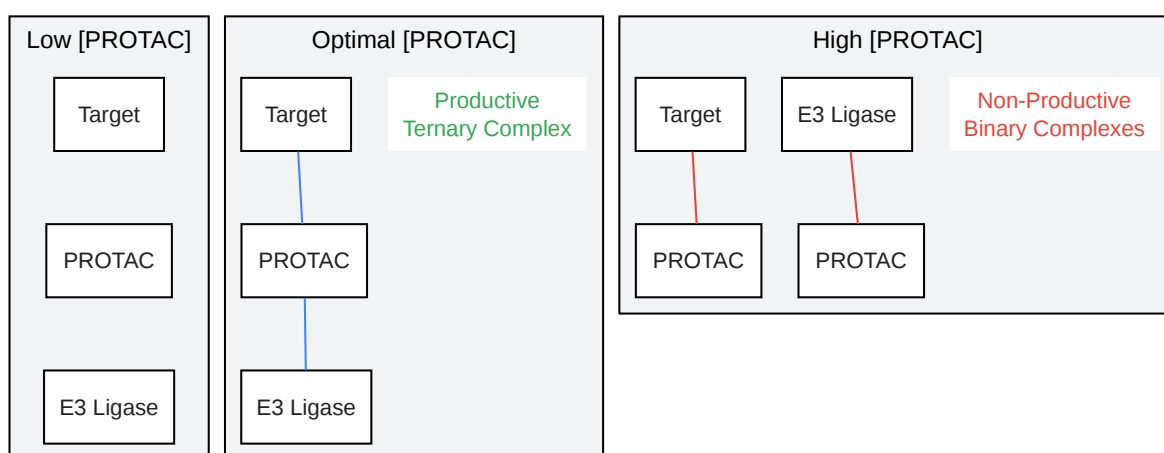 Low [PROTAC]
Target
PROTAC
E3 Ligase
Optimal [PROTAC]
Target
Productive
Ternary Complex
PROTAC
E3 Ligase
High [PROTAC]
Target
E3 Ligase
Non-Productive
Binary Complexes
PROTAC
PROTAC